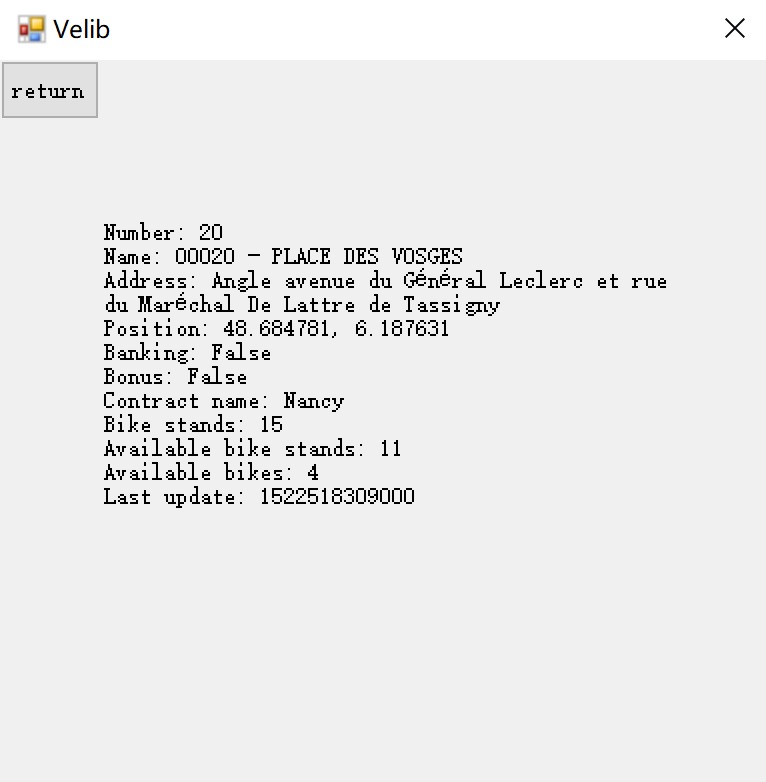 Velib
return
Number: 20
Name: 00020 - PLACE DES VOSGES
Address: Angle avenue du Général Leclerc et rue
du Maréchal De Lattre de Tassigny
Position: 48.684781, 6.187631
Banking: False
Bonus: False
Contract name: Nancy
Bike stands: 15
Available bike stands: 11
Available bikes: 4
Last update: 1522518309000